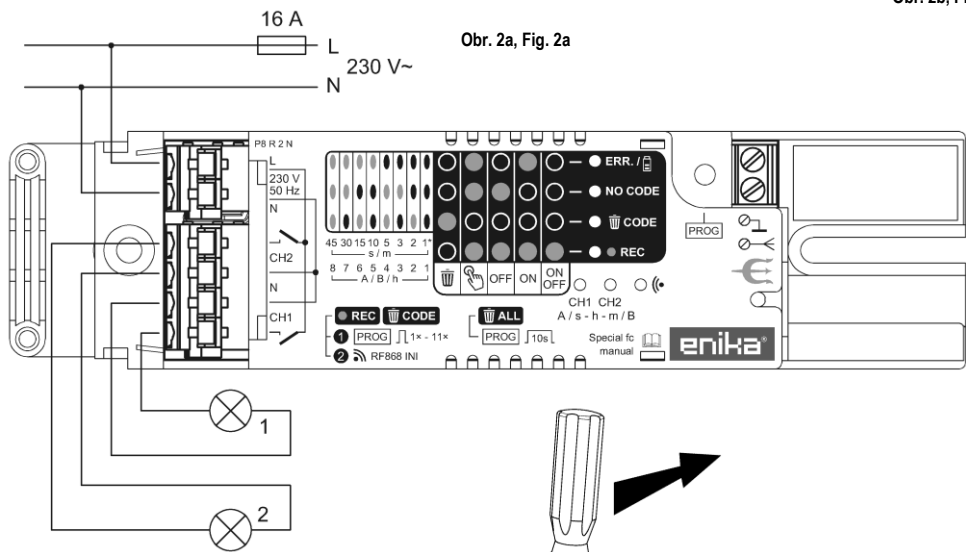 Obr. 2b, F
16 A
Obr. 2a, Fig. 2a
L
230 V~
N
P8 R 2 N
L
230 V
50 Hz
N
CH2
N
CH1
ERR. /
NO CODE
CODE
REC
45 30 15 10 5 3 2 1*
s / m
8 7 6 5 4 3 2 1
A / B / h
OFF ON ON OFF
PROG
CH1 CH2
A / s - h - m / B
REC CODE
1 PROG 1× - 11×
2 RF868 INI
ALL
PROG 10s
Special fc
manual
enika®
1
2